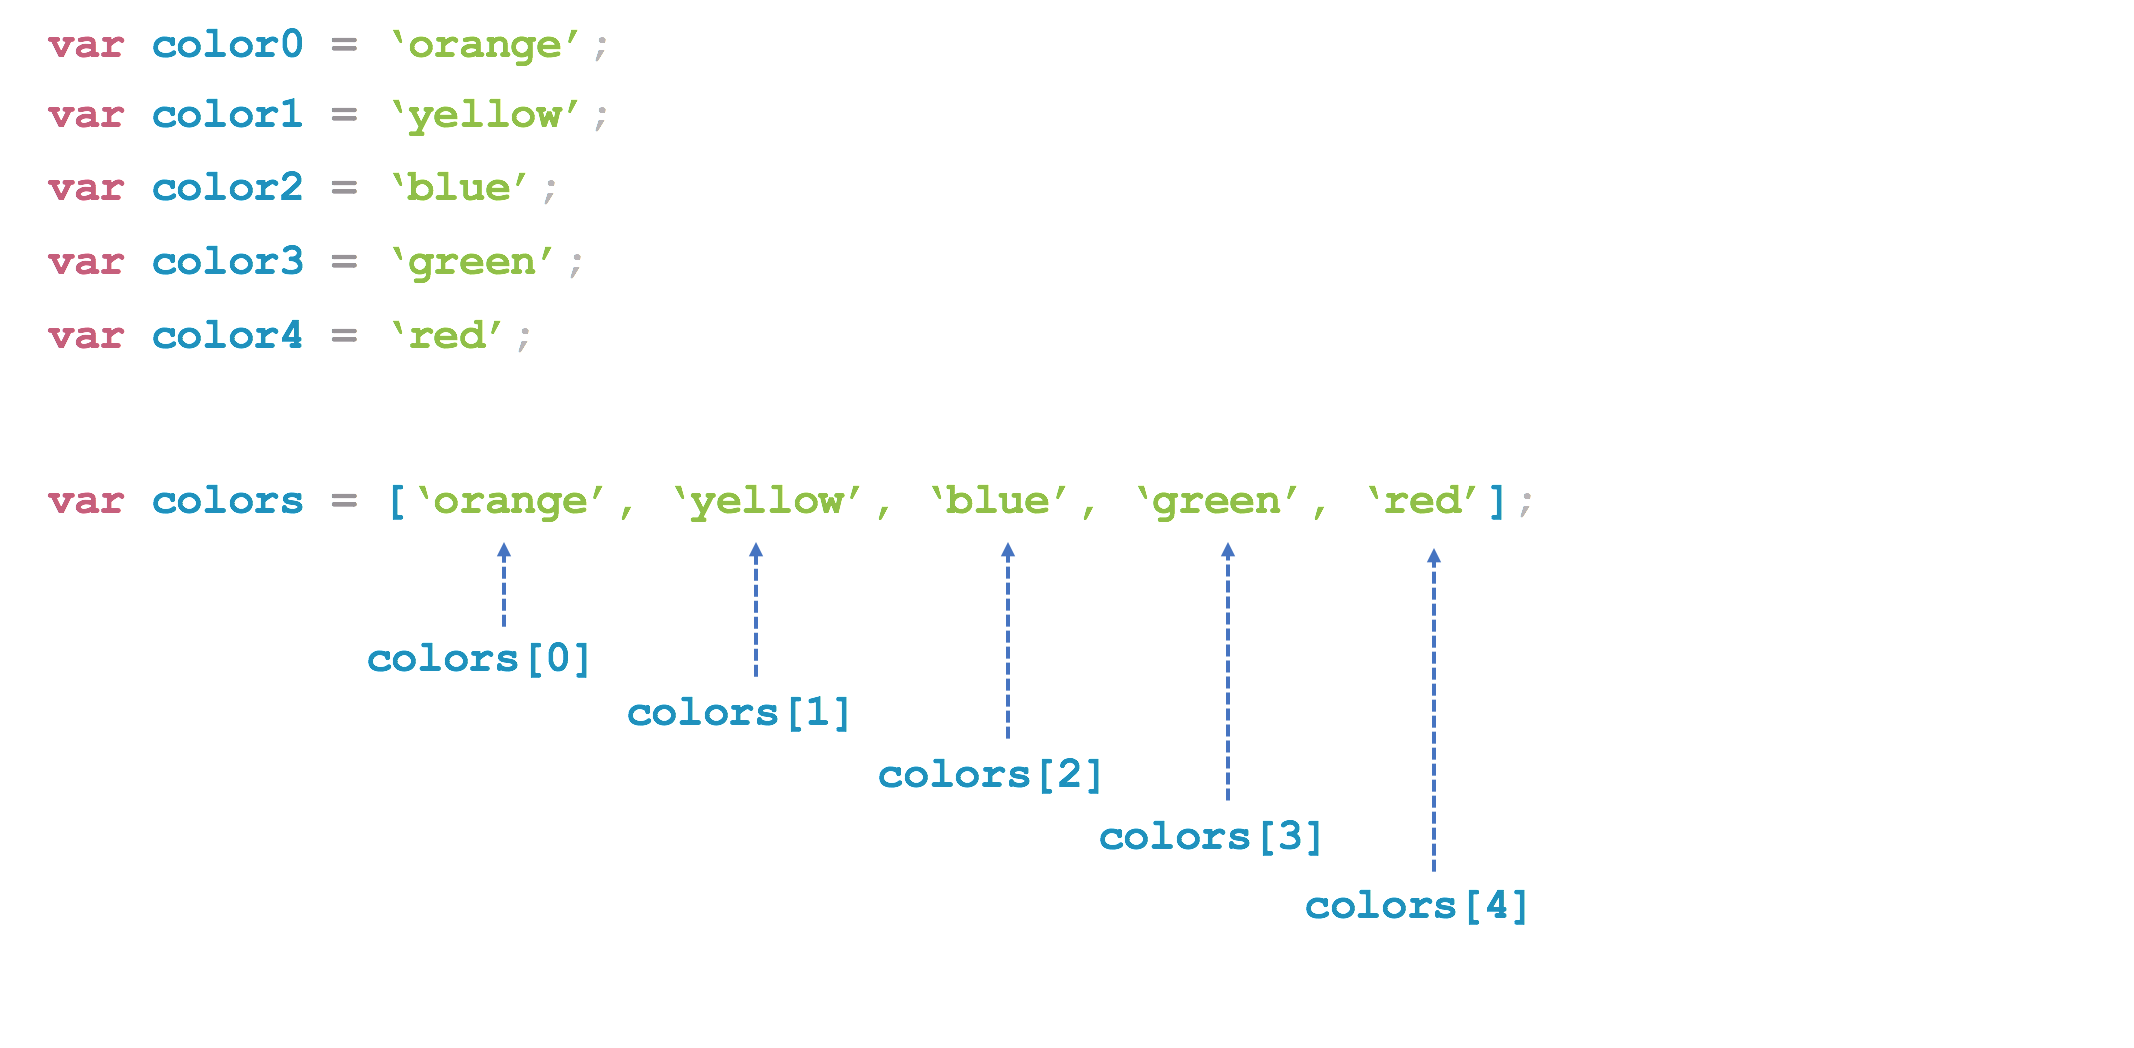 var color0 = ‘orange’;
var color1 = ‘yellow’;
var color2 = ‘blue’;
var color3 = ‘green’;
var color4 = ‘red’;
var colors = [‘orange’, ‘yellow’, ‘blue’, ‘green’, ‘red’];
colors[0]
colors[1]
colors[2]
colors[3]
colors[4]